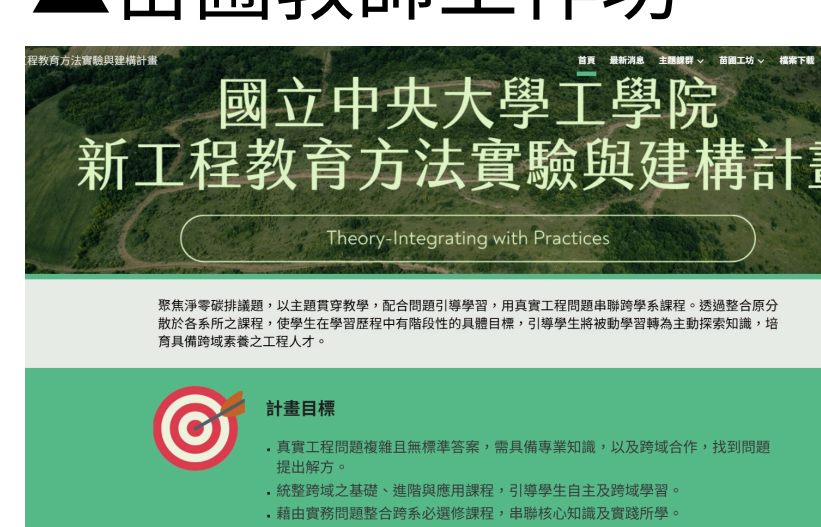 程教育方法實驗與建構計畫
首頁 最新消息 主題課群 苗圃工坊 檔案下載
國立中央大學工學院
新工程教育方法實驗與建構計畫
Theory-Integrating with Practices
聚焦淨零碳排議題，以主題貫穿教學，配合問題引導學習，用真實工程問題串聯跨學系課程。透過整合原分
散於各系所之課程，使學生在學習歷程中有階段性的具體目標，引導學生將被動學習轉為主動探索知識，培
育具備跨域素養之工程人才。
計畫目標
• 真實工程問題複雜且無標準答案，需具備專業知識，以及跨域合作，找到問題
提出解方。
• 統整跨域之基礎、進階與應用課程，引導學生自主及跨域學習。
• 藉由實務問題整合跨系必選修課程，串聯核心知識及實踐所學。